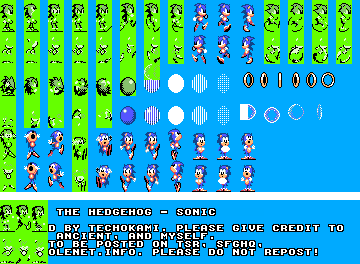 THE HEDGEHOG - SONIC
D BY TECHOKAMI. PLEASE GIVE CREDIT TO
ANCIENT, AND MYSELF.
TO BE POSTED ON TSR, SFGHQ,
OLENET.INFO. PLEASE DO NOT REPOST!